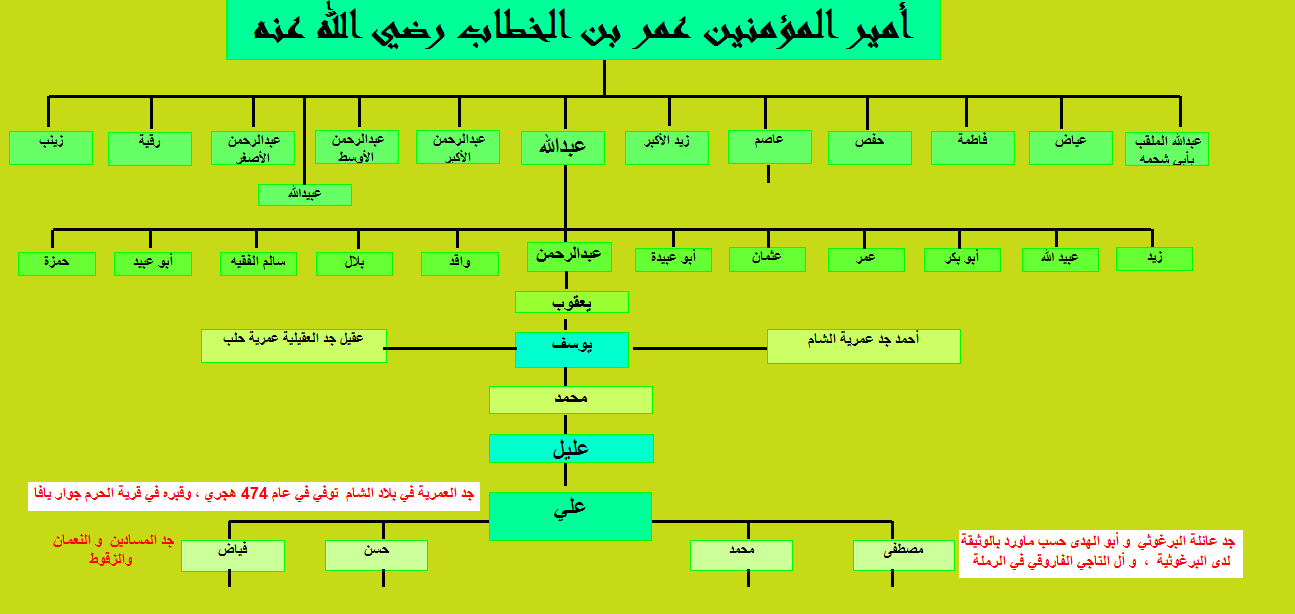 أمير المؤمنين عمر بن الخطاب رضي الله عنه
عبدالله الملقب
بأبي شحمه
عياض
فاطمة
حفص
عاصم
زيد الأكبر
عبدالله
عبدالرحمن
الأكبر
عبدالرحمن
الأوسط
عبدالرحمن
الأصغر
رقية
زينب
عبيدالله
زيد
عبيد الله
أبو بكر
عمر
عثمان
أبو عبيدة
عبدالرحمن
واقد
بلال
سالم الفقيه
أبو عبيد
حمزة
يعقوب
أحمد جد عمرية الشام
يوسف
عقيل جد العقيلية عمرية حلب
محمد
عليل
علي
جد العمرية في بلاد الشام توفي في عام 474 هجري ، وقبره في قرية الحرم جوار يافا
جد عائلة البرغوثي و أبو الهدى حسب ماورد بالوثيقة
لدى البرغوثية ، و أل التاجي الفاروقي في الرملة
مصطفى
محمد
حسن
فياض
جد المسادين و النعمان
والزقوط